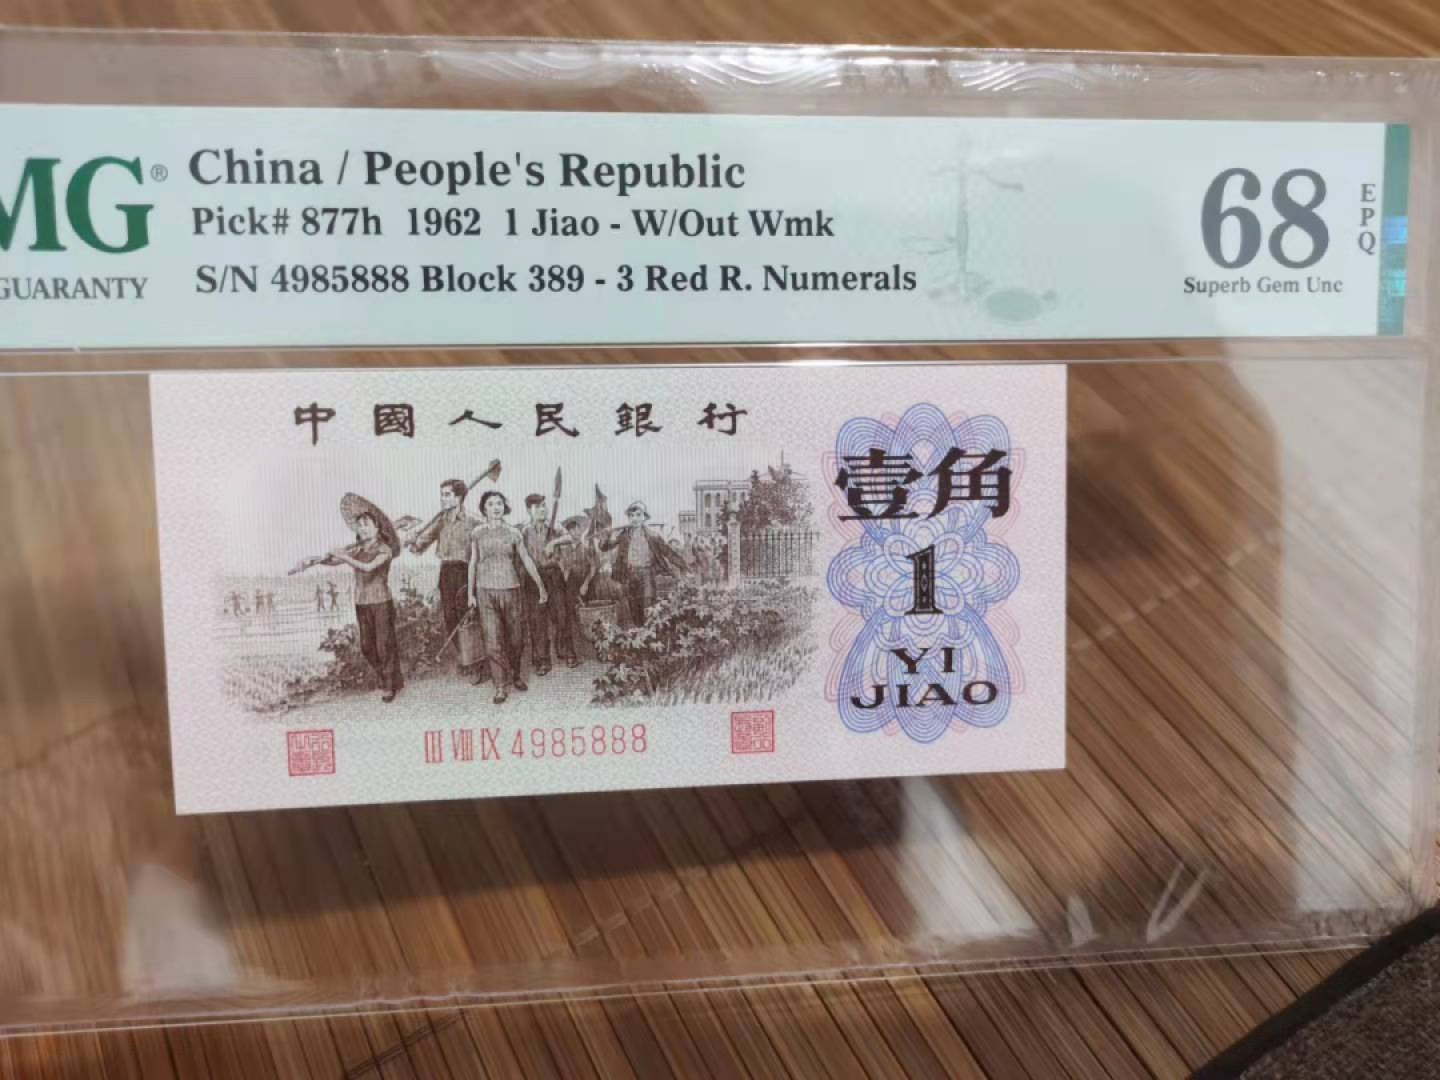 MG®
GUARANTY
China / People's Republic
Pick# 877h 1962 1 Jiao - W/Out Wmk
S/N 4985888 Block 389 - 3 Red R. Numerals
68
EPQ
Superb Gem Unc
中國人民銀行
壹角
1
YI
JIAO
III VIII IX 4985888